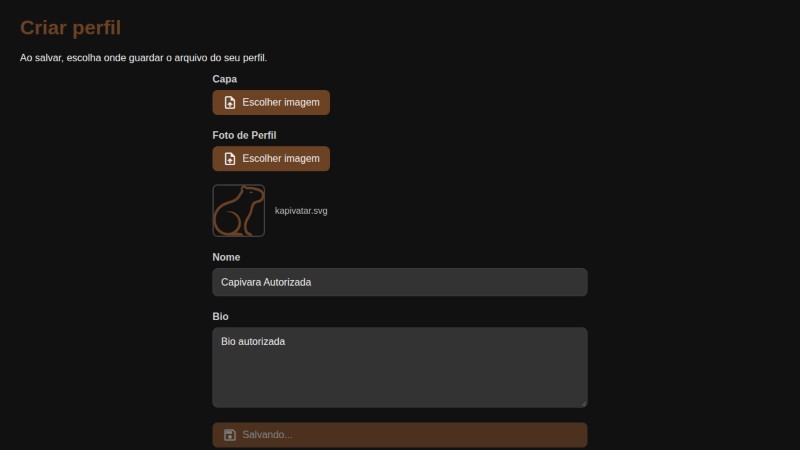 Criar perfil
Ao salvar, escolha onde guardar o arquivo do seu perfil.
Capa
Escolher imagem
Foto de Perfil
Escolher imagem
kapivatar.svg
Nome
Capivara Autorizada
Bio
Bio autorizada
Salvando...